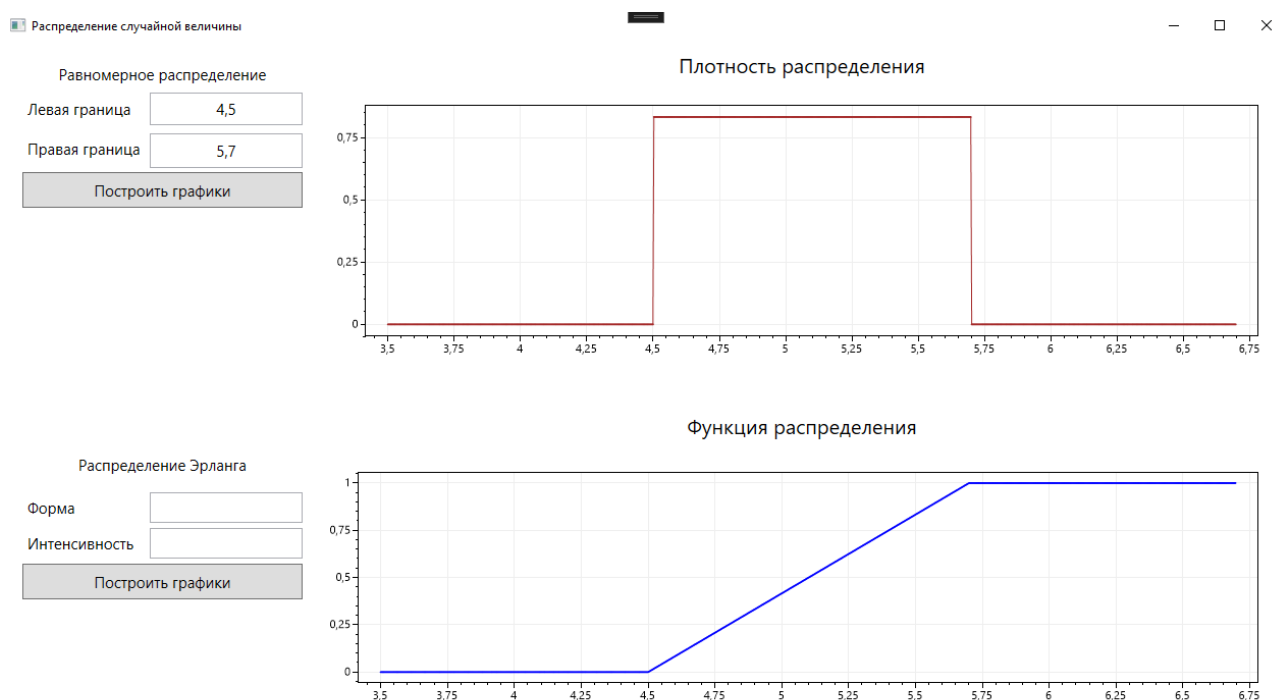 Распределение случайной величины
Равномерное распределение
Левая граница 4,5
Правая граница 5,7
Построить графики
Плотность распределения
0,75
0,5
0,25
0
3,5 3,75 4 4,25 4,5 4,75 5 5,25 5,5 5,75 6 6,25 6,5 6,75
Распределение Эрланга
Форма
Интенсивность
Построить графики
Функция распределения
1
0,75
0,5
0,25
0
3,5 3,75 4 4,25 4,5 4,75 5 5,25 5,5 5,75 6 6,25 6,5 6,75